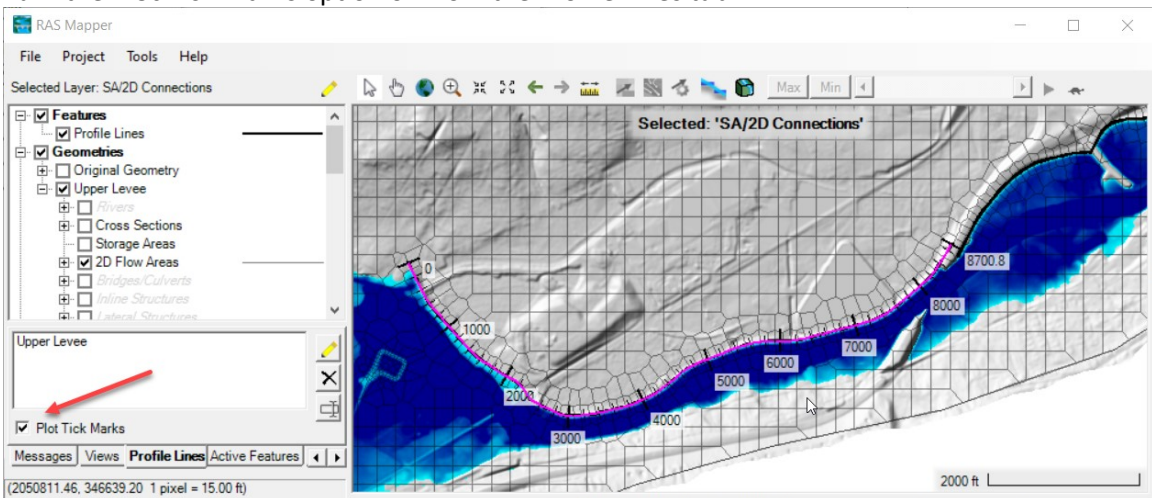 RAS Mapper
File Project Tools Help
Selected Layer: SA/2D Connections
Max Min
Features
Profile Lines
Geometries
Original Geometry
Upper Levee
Rivers
Cross Sections
Storage Areas
2D Flow Areas
Bridges/Culverts
Inline Structures
Lateral Structures
Selected: 'SA/2D Connections'
0
1000
2000
3000
4000
5000
6000
7000
8000
8700.8
2000 ft
Upper Levee
Plot Tick Marks
Messages Views Profile Lines Active Features
(2050811.46, 346639.20 1 pixel = 15.00 ft)